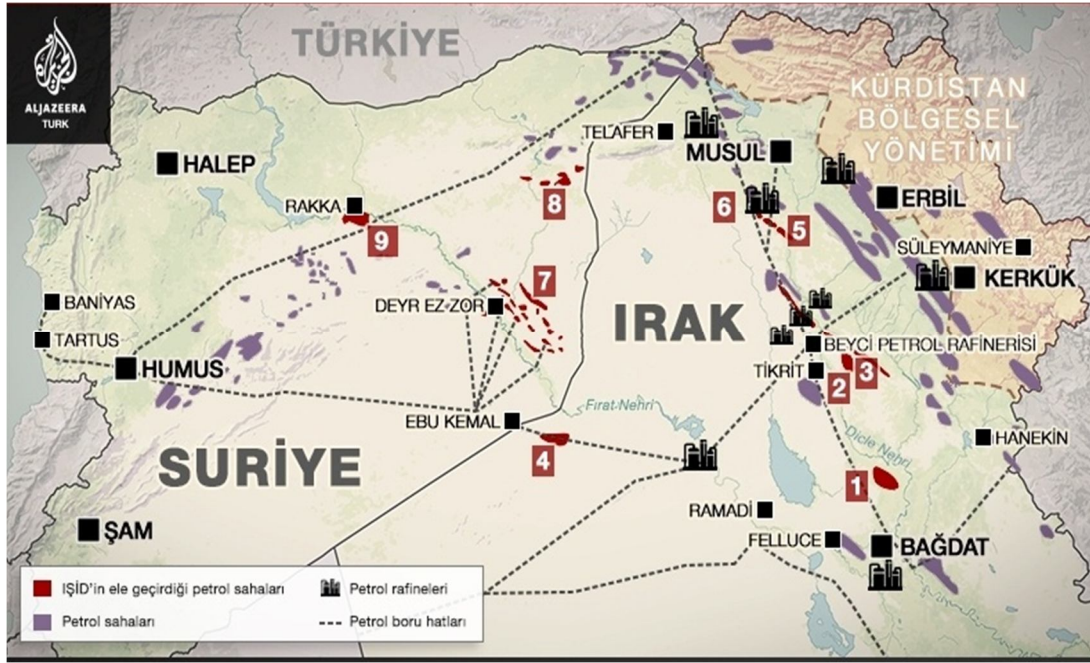 TÜRKİYE
ALJAZEERA
TURK
KÜRDİSTAN
BÖLGESEL
YÖNETİMİ
TELAFER
MUSUL
HALEP
RAKKA
8
6
5
ERBİL
9
SÜLEYMANİYE
KERKÜK
BANİYAS
DEYR EZ ZOR
7
IRAK
TARTUS
BEYCİ PETROL RAFİNERİSİ
HUMUS
TİKRİT
3
2
Fırat Nehri
EBU KEMAL
Dicle Nehri
HANEKİN
4
SURİYE
1
RAMADİ
ŞAM
FELLUCE
BAĞDAT
IŞİD'in ele geçirdiği petrol sahaları
Petrol rafineleri
Petrol sahaları
Petrol boru hatları